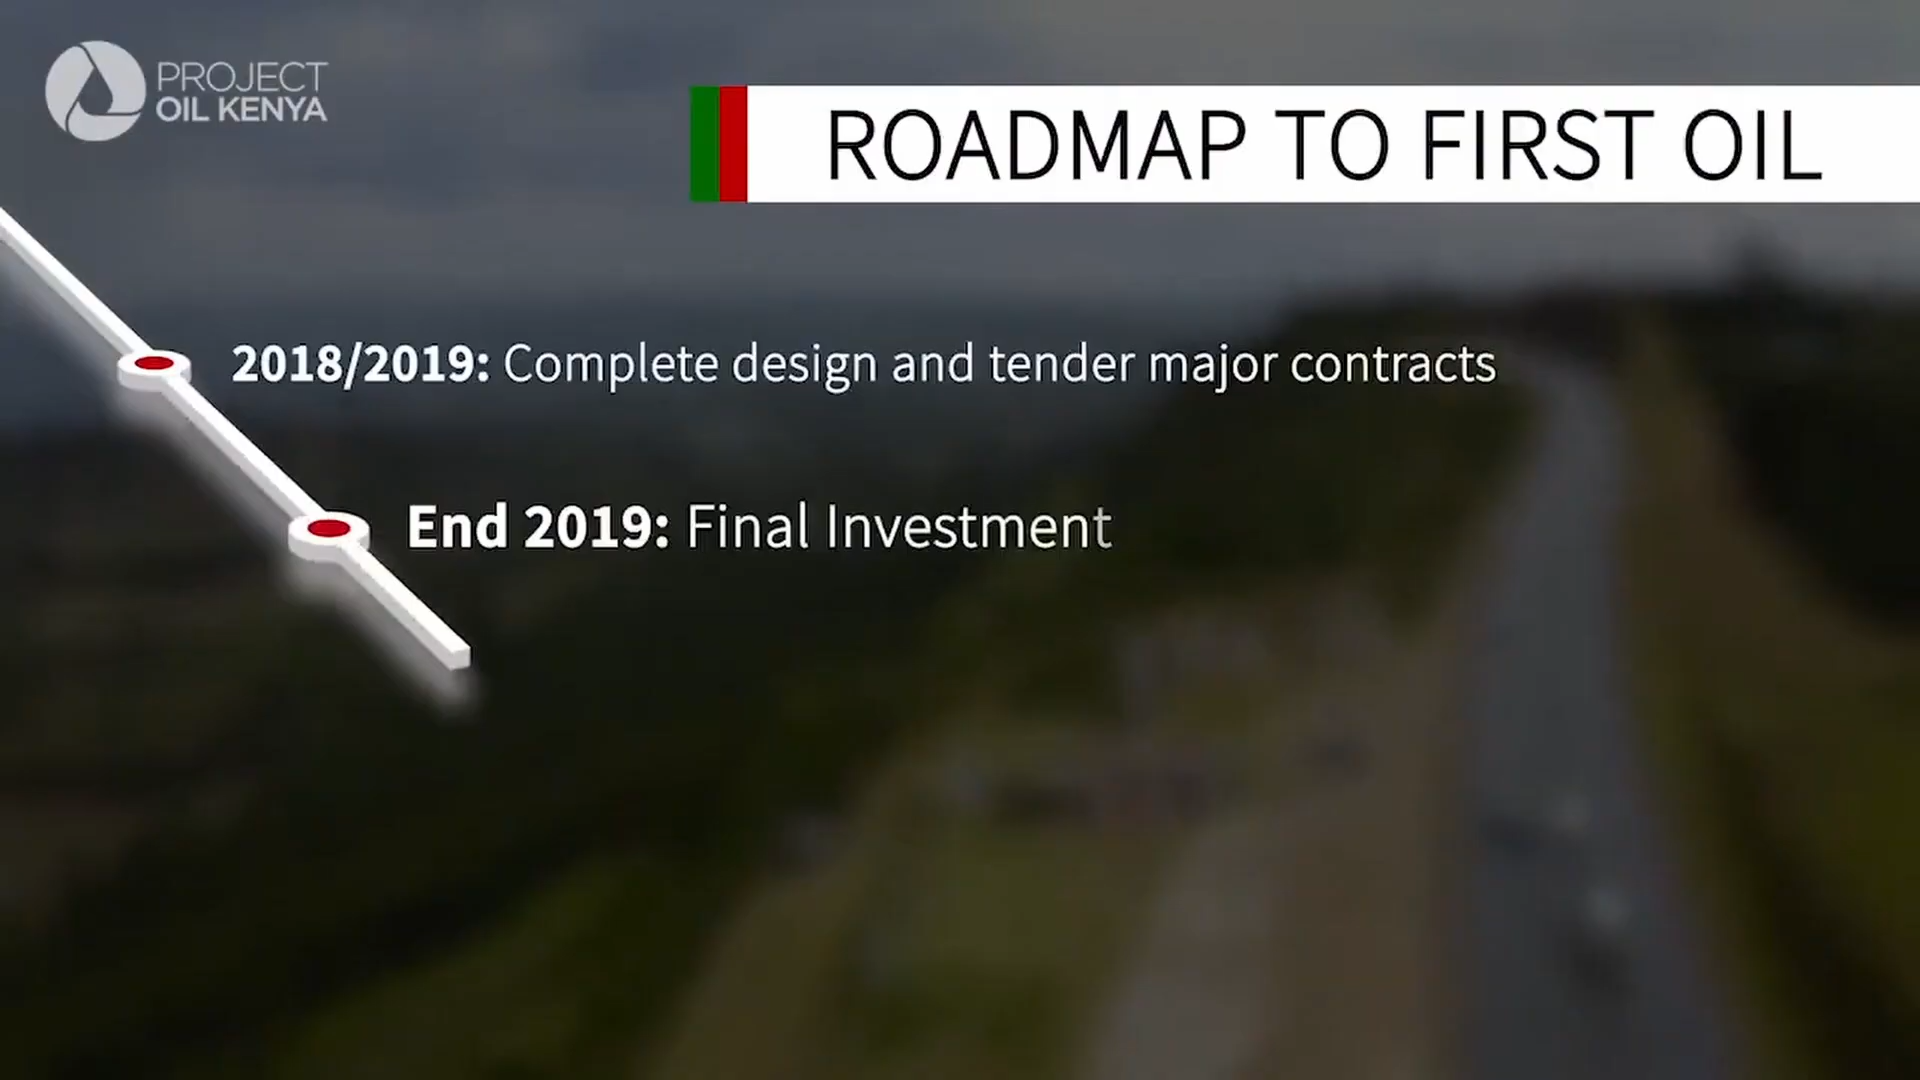 PROJECT
OIL KENYA
ROADMAP TO FIRST OIL
2018/2019: Complete design and tender major contracts
End 2019: Final Investment